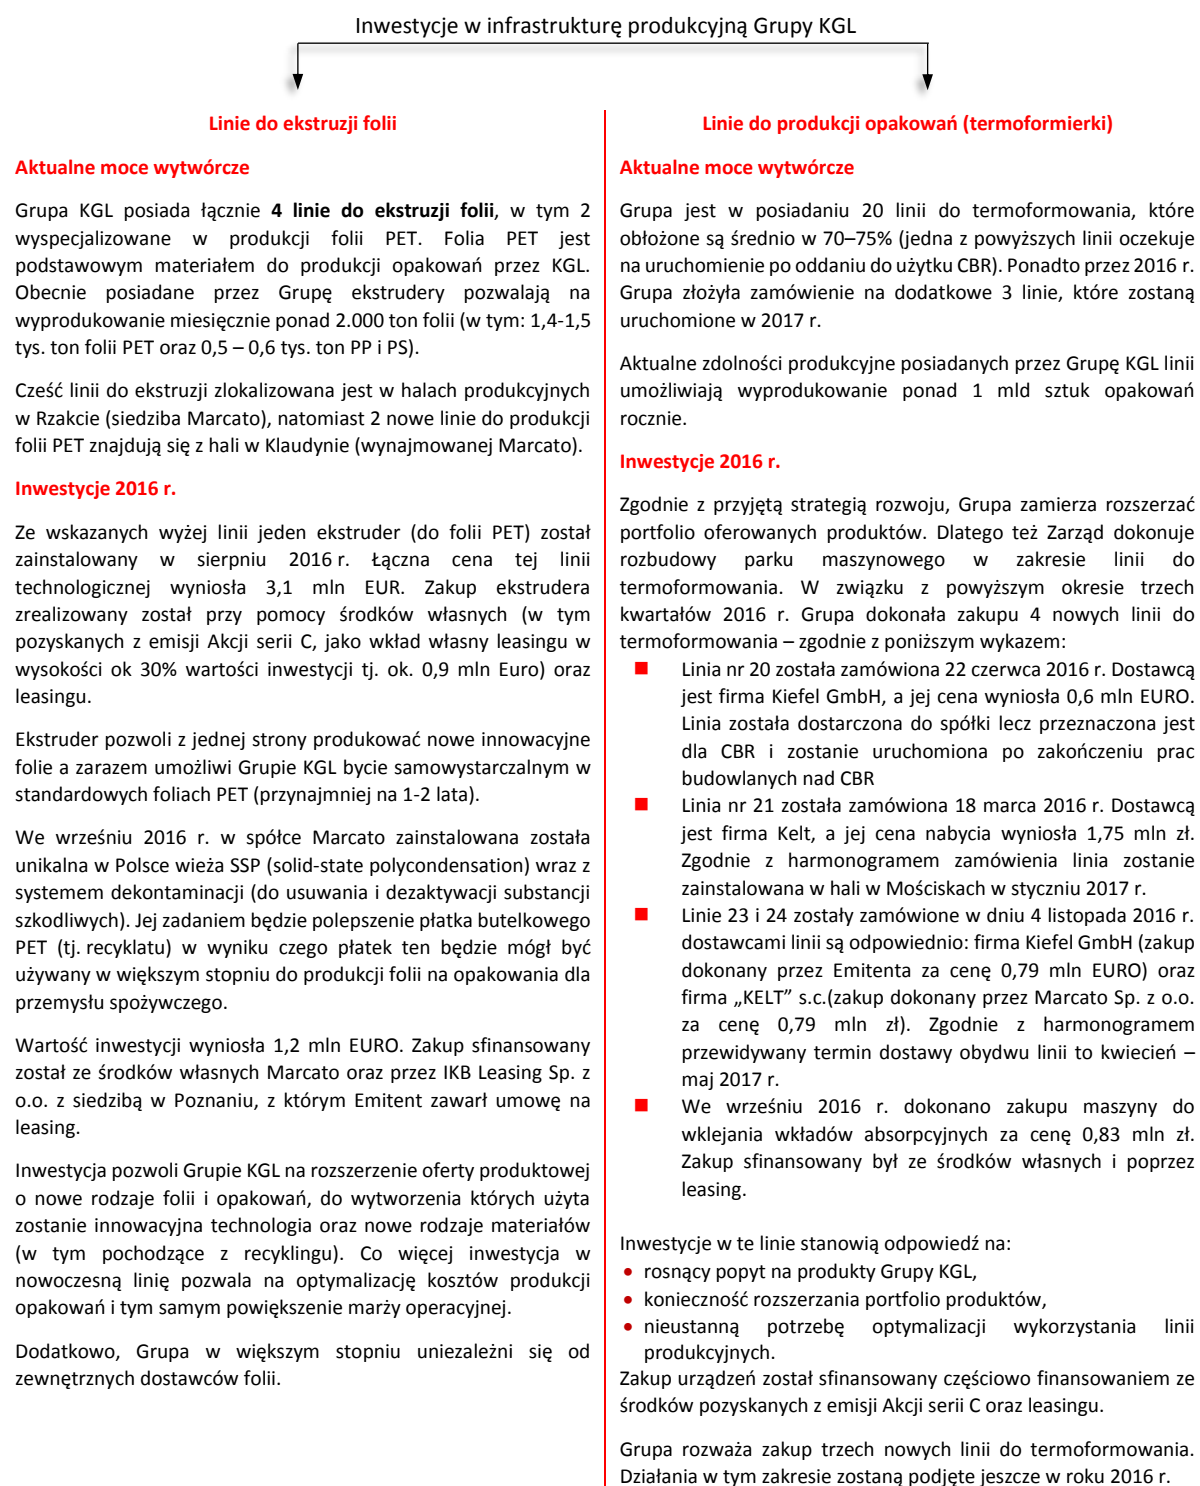 Inwestycje w infrastrukturę produkcyjną Grupy KGL
Linie do ekstruzji folii
Aktualne moce wytwórcze
Grupa KGL posiada łącznie 4 linie do ekstruzji folii, w tym 2
wyspecjalizowane w produkcji folii PET. Folia PET jest
podstawowym materiałem do produkcji opakowań przez KGL.
Obecnie posiadane przez Grupę ekstrudery pozwalają na
wyprodukowanie miesięcznie ponad 2.000 ton folii (w tym: 1,4-1,5
tys. ton folii PET oraz 0,5 – 0,6 tys. ton PP i PS).
Cześć linii do ekstruzji zlokalizowana jest w halach produkcyjnych
w Rzakcie (siedziba Marcato), natomiast 2 nowe linie do produkcji
folii PET znajdują się z hali w Klaudynie (wynajmowanej Marcato).
Inwestycje 2016 r.
Ze wskazanych wyżej linii jeden ekstruder (do folii PET) został
zainstalowany w sierpniu 2016 r. Łączna cena tej linii
technologicznej wyniosła 3,1 mln EUR. Zakup ekstrudera
zrealizowany został przy pomocy środków własnych (w tym
pozyskanych z emisji Akcji serii C, jako wkład własny leasingu w
wysokości ok 30% wartości inwestycji tj. ok. 0,9 mln Euro) oraz
leasingu.
Ekstruder pozwoli z jednej strony produkować nowe innowacyjne
folie a zarazem umożliwi Grupie KGL bycie samowystarczalnym w
standardowych foliach PET (przynajmniej na 1-2 lata).
We wrześniu 2016 r. w spółce Marcato zainstalowana została
unikalna w Polsce wieża SSP (solid-state polycondensation) wraz z
systemem dekontaminacji (do usuwania i dezaktywacji substancji
szkodliwych). Jej zadaniem będzie polepszenie płatka butelkowego
PET (tj. recyklatu) w wyniku czego płatek ten będzie mógł być
używany w większym stopniu do produkcji folii na opakowania dla
przemysłu spożywczego.
Wartość inwestycji wyniosła 1,2 mln EURO. Zakup sfinansowany
został ze środków własnych Marcato oraz przez IKB Leasing Sp. z
o.o. z siedzibą w Poznaniu, z którym Emitent zawarł umowę na
leasing.
Inwestycja pozwoli Grupie KGL na rozszerzenie oferty produktowej
o nowe rodzaje folii i opakowań, do wytworzenia których użyta
zostanie innowacyjna technologia oraz nowe rodzaje materiałów
(w tym pochodzące z recyklingu). Co więcej inwestycja w
nowoczesną linię pozwala na optymalizację kosztów produkcji
opakowań i tym samym powiększenie marży operacyjnej.
Dodatkowo, Grupa w większym stopniu uniezależni się od
zewnętrznych dostawców folii.
Linie do produkcji opakowań (termoformierki)
Aktualne moce wytwórcze
Grupa jest w posiadaniu 20 linii do termoformowania, które
obłożone są średnio w 70–75% (jedna z powyższych linii oczekuje
na uruchomienie po oddaniu do użytku CBR). Ponadto przez 2016 r.
Grupa złożyła zamówienie na dodatkowe 3 linie, które zostaną
uruchomione w 2017 r.
Aktualne zdolności produkcyjne posiadanych przez Grupę KGL linii
umożliwiają wyprodukowanie ponad 1 mld sztuk opakowań
rocznie.
Inwestycje 2016 r.
Zgodnie z przyjętą strategią rozwoju, Grupa zamierza rozszerzać
portfolio oferowanych produktów. Dlatego też Zarząd dokonuje
rozbudowy parku maszynowego w zakresie linii do
termoformowania. W związku z powyższym okresie trzech
kwartałów 2016 r. Grupa dokonała zakupu 4 nowych linii do
termoformowania – zgodnie z poniższym wykazem:
■ Linia nr 20 została zamówiona 22 czerwca 2016 r. Dostawcą
jest firma Kiefel GmbH, a jej cena wyniosła 0,6 mln EURO.
Linia została dostarczona do spółki lecz przeznaczona jest
dla CBR i zostanie uruchomiona po zakończeniu prac
budowlanych nad CBR
■ Linia nr 21 została zamówiona 18 marca 2016 r. Dostawcą
jest firma Kelt, a jej cena nabycia wyniosła 1,75 mln zł.
Zgodnie z harmonogramem zamówienia linia zostanie
zainstalowana w hali w Mościskach w styczniu 2017 r.
■ Linie 23 i 24 zostały zamówione w dniu 4 listopada 2016 r.
dostawcami linii są odpowiednio: firma Kiefel GmbH (zakup
dokonany przez Emitenta za cenę 0,79 mln EURO) oraz
firma „KELT” s.c.(zakup dokonany przez Marcato Sp. z o.o.
za cenę 0,79 mln zł). Zgodnie z harmonogramem
przewidywany termin dostawy obydwu linii to kwiecień –
maj 2017 r.
■ We wrześniu 2016 r. dokonano zakupu maszyny do
wklejania wkładów absorpcyjnych za cenę 0,83 mln zł.
Zakup sfinansowany był ze środków własnych i poprzez
leasing.
Inwestycje w te linie stanowią odpowiedź na:
• rosnący popyt na produkty Grupy KGL,
• konieczność rozszerzania portfolio produktów,
• nieustanną potrzebę optymalizacji wykorzystania linii
produkcyjnych.
Zakup urządzeń został sfinansowany częściowo finansowaniem ze
środków pozyskanych z emisji Akcji serii C oraz leasingu.
Grupa rozważa zakup trzech nowych linii do termoformowania.
Działania w tym zakresie zostaną podjęte jeszcze w roku 2016 r.